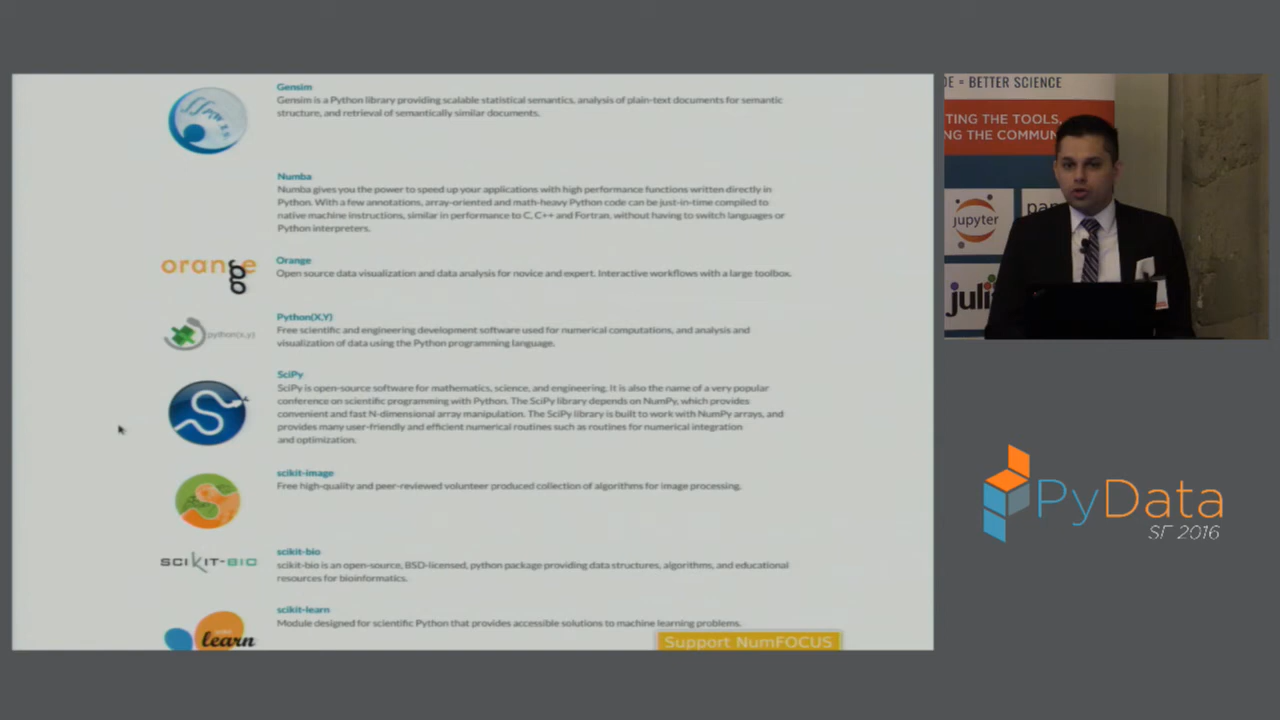 Gensim
Gensim is a Python library providing scalable statistical semantics, analysis of plain-text documents for semantic
structure, and retrieval of semantically similar documents.
Numba
Numba gives you the power to speed up your applications with high performance functions written directly in
Python. With a few annotations, array-oriented and math-heavy Python code can be just-in-time compiled to
native machine instructions, similar in performance to C, C++ and Fortran, without having to switch languages or
Python interpreters.
orange
Orange
Open source data visualization and data analysis for novice and expert. Interactive workflows with a large toolbox.
python(x,y)
Python(X,Y)
Free scientific and engineering development software used for numerical computations, and analysis and
visualization of data using the Python programming language.
SciPy
SciPy is open-source software for mathematics, science, and engineering. It is also the name of a very popular
conference on scientific programming with Python. The SciPy library depends on NumPy, which provides
convenient and fast N-dimensional array manipulation. The SciPy library is built to work with NumPy arrays, and
provides many user-friendly and efficient numerical routines such as routines for numerical integration
and optimization.
scikit-image
Free high-quality and peer-reviewed volunteer produced collection of algorithms for image processing.
SCIKIT-BIO
scikit-bio
scikit-bio is an open-source, BSD-licensed, python package providing data structures, algorithms, and educational
resources for bioinformatics.
learn
scikit-learn
Module designed for scientific Python that provides accessible solutions to machine learning problems.
Support NumFOCUS
DE = BETTER SCIENCE
TING THE TOOLS,
NG THE COMMUN
jupyter
pan
juli
PyData
SF 2016